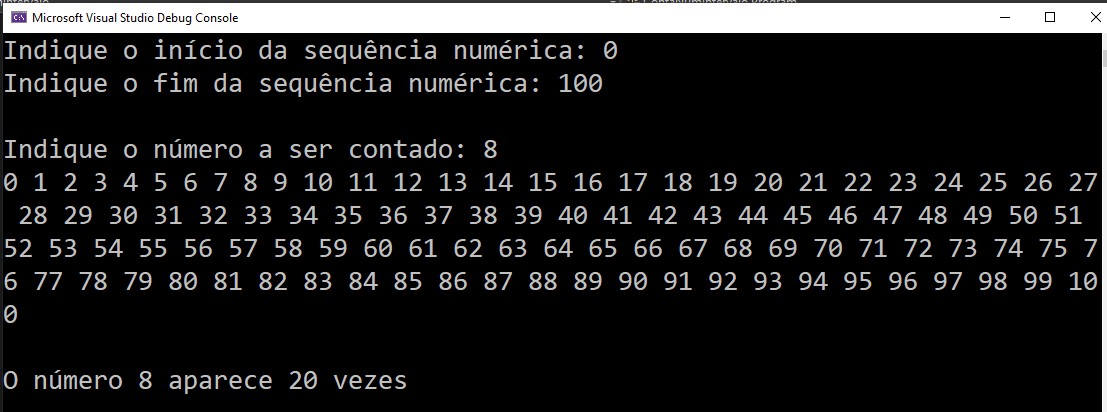 Microsoft Visual Studio Debug Console
Indique o início da sequência numérica: 0
Indique o fim da sequência numérica: 100
Indique o número a ser contado: 8
0 1 2 3 4 5 6 7 8 9 10 11 12 13 14 15 16 17 18 19 20 21 22 23 24 25 26 27
28 29 30 31 32 33 34 35 36 37 38 39 40 41 42 43 44 45 46 47 48 49 50 51
52 53 54 55 56 57 58 59 60 61 62 63 64 65 66 67 68 69 70 71 72 73 74 75 7
6 77 78 79 80 81 82 83 84 85 86 87 88 89 90 91 92 93 94 95 96 97 98 99 10
0
O número 8 aparece 20 vezes